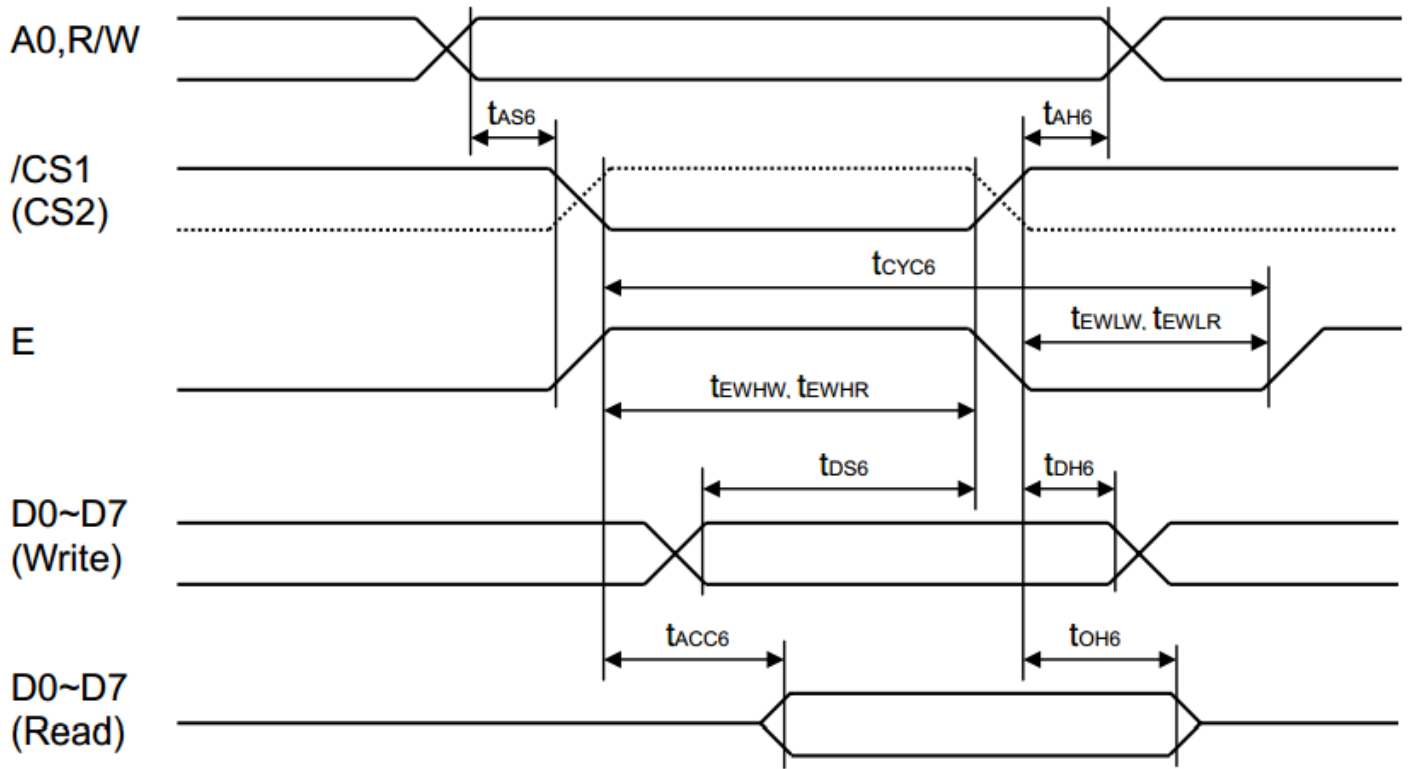 A0,R/W
tAS6
tAH6
/CS1
(CS2)
tCYC6
tEWLW, tEWLR
E
tEWHW, tEWHR
tDS6
tDH6
D0~D7
(Write)
tACC6
tOH6
D0~D7
(Read)